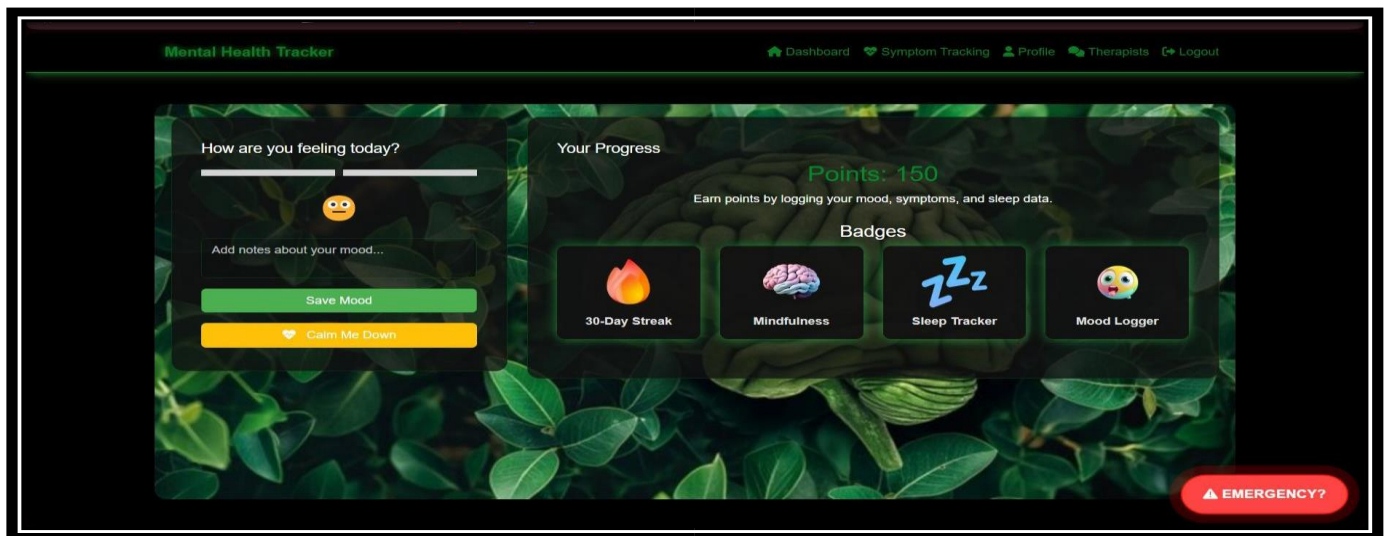 Mental Health Tracker
Dashboard Symptom Tracking Profile Therapists Logout
How are you feeling today?
Add notes about your mood...
Save Mood
Calm Me Down
Your Progress
Points: 150
Earn points by logging your mood, symptoms, and sleep data.
Badges
30-Day Streak
Mindfulness
Sleep Tracker
Mood Logger
EMERGENCY?